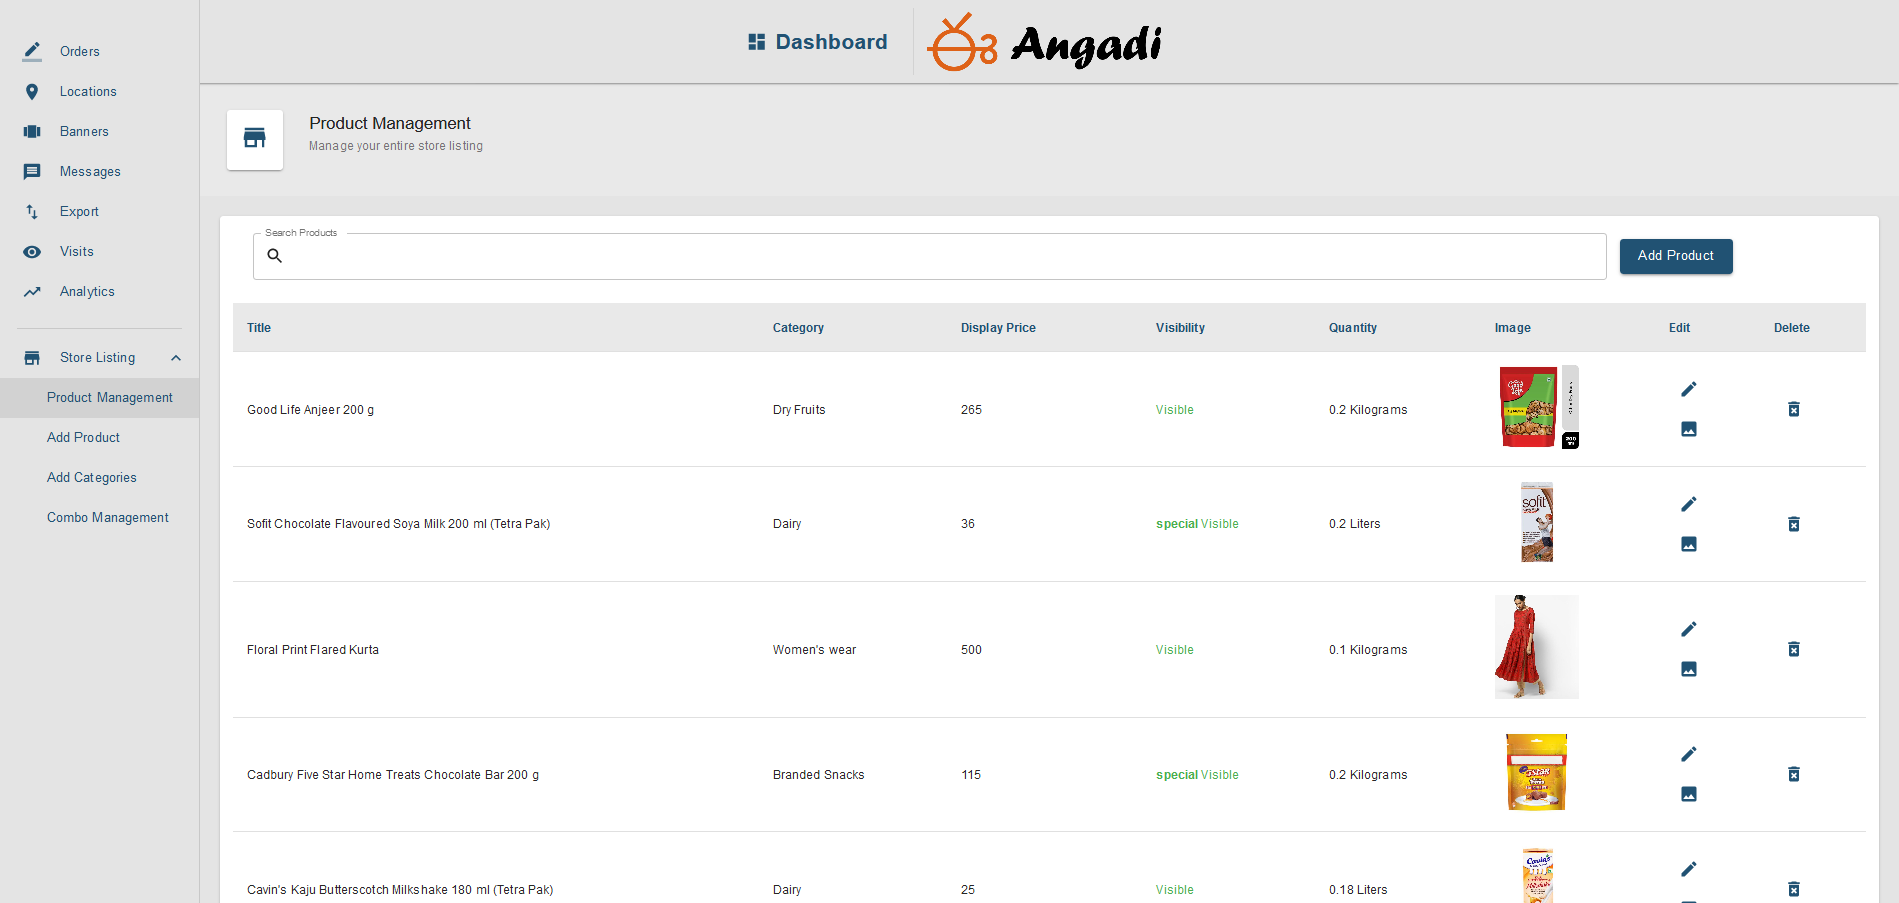 Dashboard
Angadi
Orders
Locations
Banners
Messages
Export
Visits
Analytics
Store Listing
Product Management
Add Product
Add Categories
Combo Management
Product Management
Manage your entire store listing
Search Products
Add Product
Title Category Display Price Visibility Quantity Image Edit Delete
Good Life Anjeer 200 g Dry Fruits 265 Visible 0.2 Kilograms
Sofit Chocolate Flavoured Soya Milk 200 ml (Tetra Pak) Dairy 36 special Visible 0.2 Liters
sofit
Floral Print Flared Kurta Women's wear 500 Visible 0.1 Kilograms
Cadbury Five Star Home Treats Chocolate Bar 200 g Branded Snacks 115 special Visible 0.2 Kilograms
5Star
Cavin's Kaju Butterscotch Milkshake 180 ml (Tetra Pak) Dairy 25 Visible 0.18 Liters
Cavin's